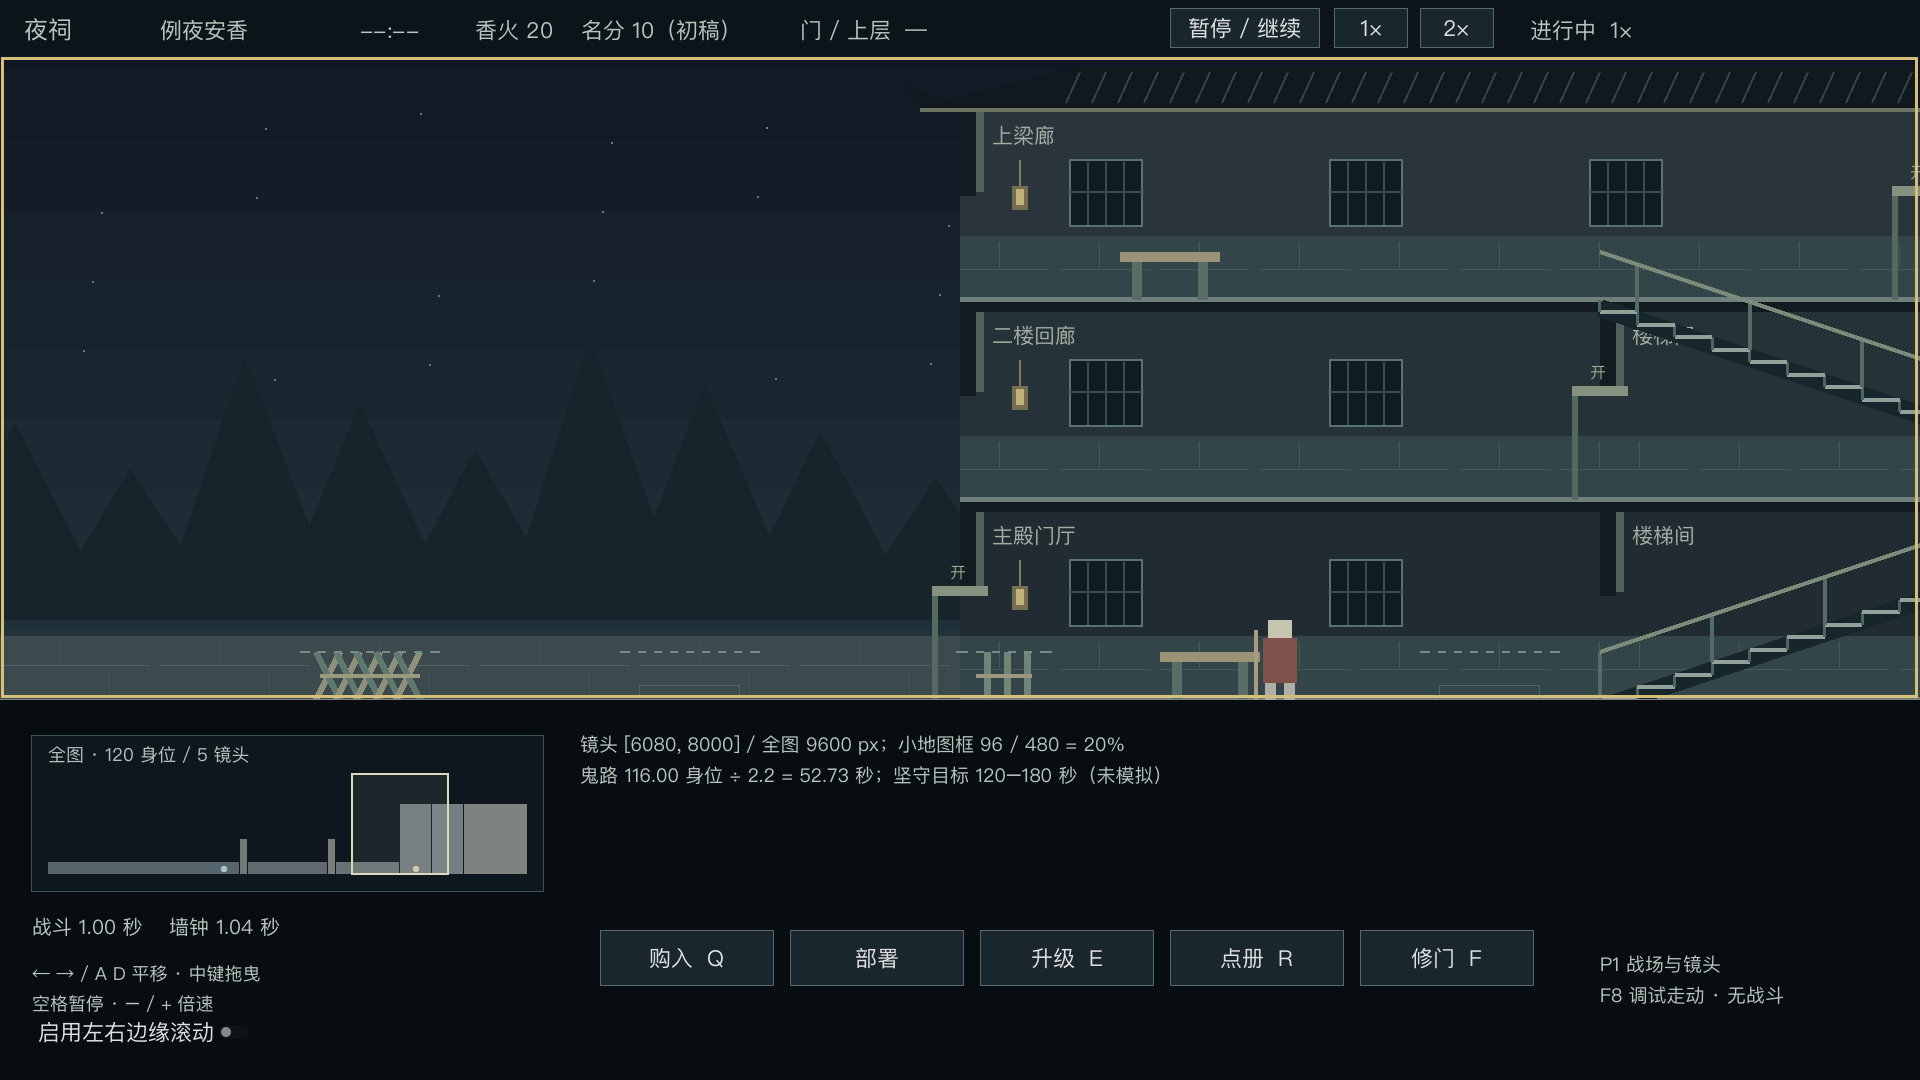 夜祠 例夜安香 --:-- 香火 20 名分 10（初稿） 门 / 上层 — 暂停 / 继续 1× 2× 进行中 1×
上梁廊
开
二楼回廊
开
主殿门厅 楼梯间
开
全图 · 120 身位 / 5 镜头
镜头 [6080, 8000] / 全图 9600 px；小地图框 96 / 480 = 20%
鬼路 116.00 身位 ÷ 2.2 = 52.73 秒；坚守目标 120—180 秒（未模拟）
战斗 1.00 秒 墙钟 1.04 秒
← → / A D 平移 · 中键拖曳
空格暂停 · − / + 倍速
启用左右边缘滚动
购入 Q 部署 升级 E 点册 R 修门 F
P1 战场与镜头
F8 调试走动 · 无战斗